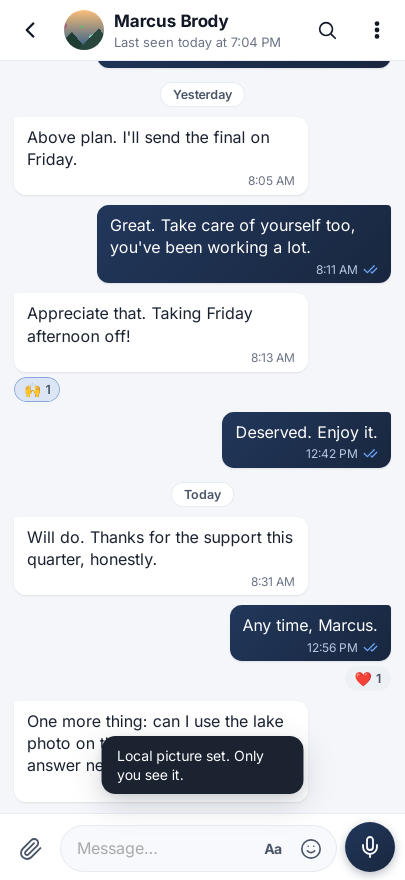 Marcus Brody
Last seen today at 7:04 PM
Yesterday
Above plan. I'll send the final on
Friday.
8:05 AM
Great. Take care of yourself too,
you've been working a lot.
8:11 AM
Appreciate that. Taking Friday
afternoon off!
8:13 AM
🙌 1
Deserved. Enjoy it.
12:42 PM
Today
Will do. Thanks for the support this
quarter, honestly.
8:31 AM
Any time, Marcus.
12:56 PM
❤️ 1
One more thing: can I use the lake
photo on
answer
Local picture set. Only
you see it.
Message...
Aa